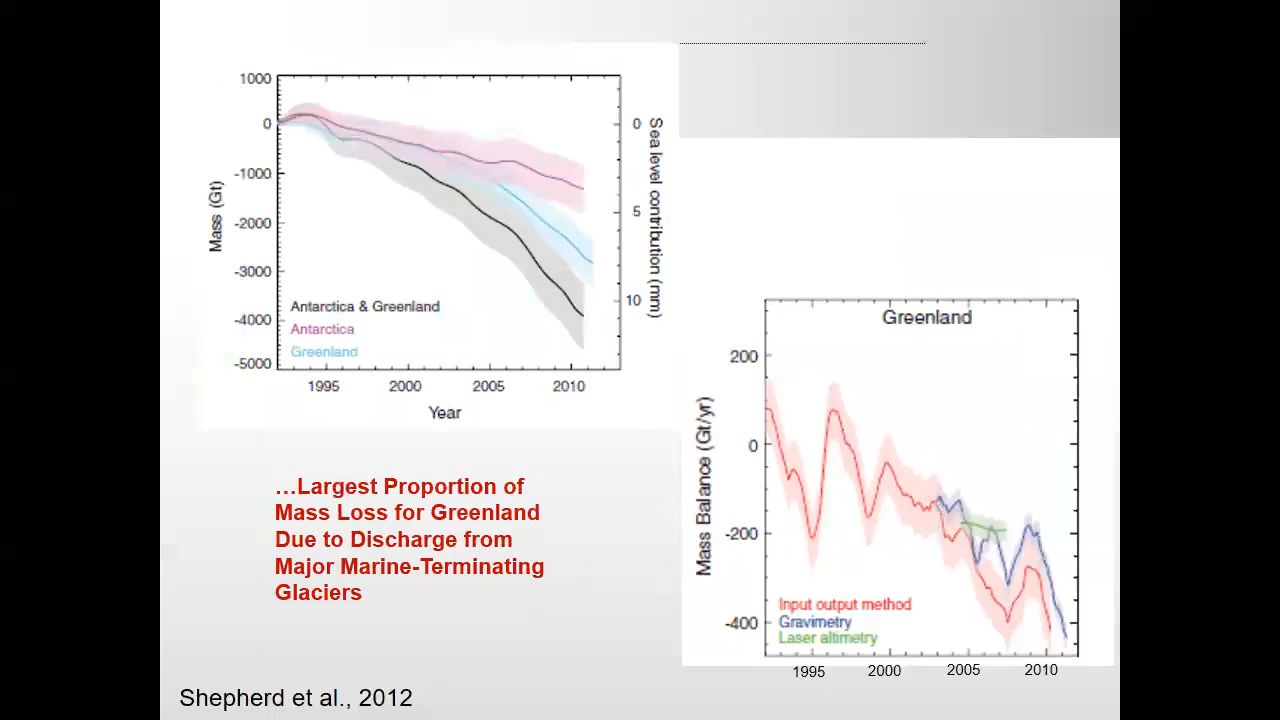 1000
0
-1000
-2000
-3000
-4000
-5000
Mass (Gt)
0
5
10
Sea level contribution (mm)
Antarctica & Greenland
Antarctica
Greenland
1995 2000 2005 2010
Year
…Largest Proportion of
Mass Loss for Greenland
Due to Discharge from
Major Marine-Terminating
Glaciers
Greenland
200
0
-200
-400
Mass Balance (Gt/yr)
Input output method
Gravimetry
Laser altimetry
1995 2000 2005 2010
Shepherd et al., 2012